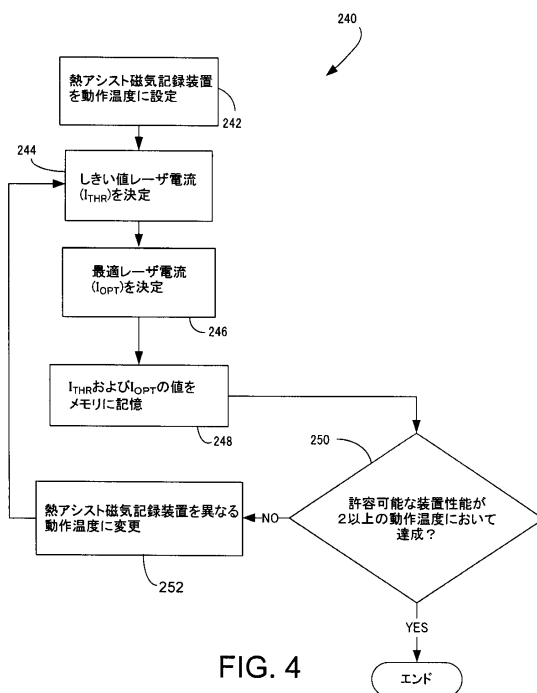 240
熱アシスト磁気記録装置
を動作温度に設定
242
244
しきい値レーザ電流
(ITHR)を決定
最適レーザ電流
(IOPT)を決定
246
ITHRおよびIOPTの値を
メモリに記憶
248
250
許容可能な装置性能が
2以上の動作温度において
達成?
NO
熱アシスト磁気記録装置を異なる
動作温度に変更
252
YES
エンド
FIG. 4